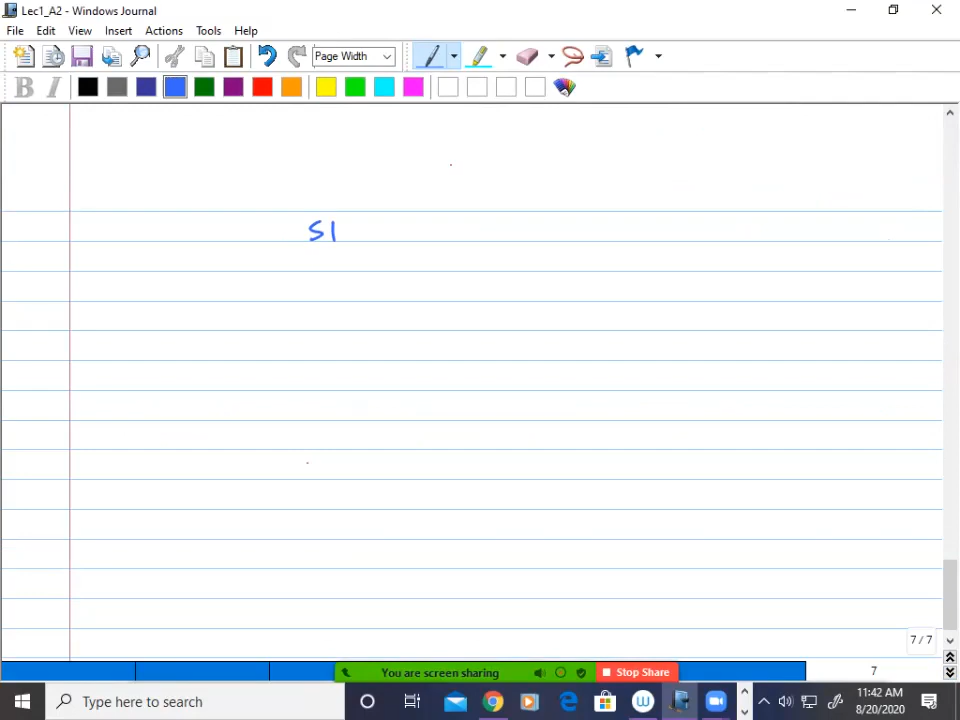 Lec1_A2 - Windows Journal
File Edit View Insert Actions Tools Help
Page Width
B I
SI
7 / 7
You are screen sharing Stop Share 7
Type here to search
11:42 AM
8/20/2020